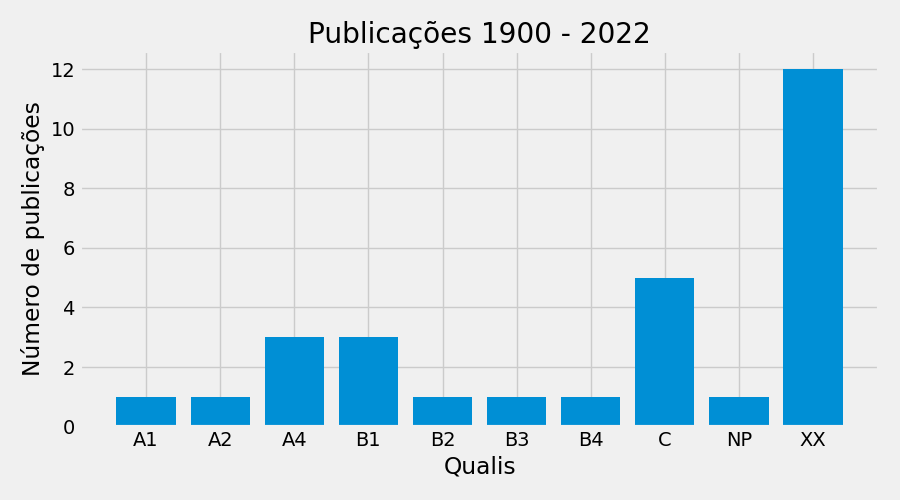 Publicações 1900 - 2022
Número de publicações
12
10
8
6
4
2
0
A1 A2 A4 B1 B2 B3 B4 C NP XX
Qualis